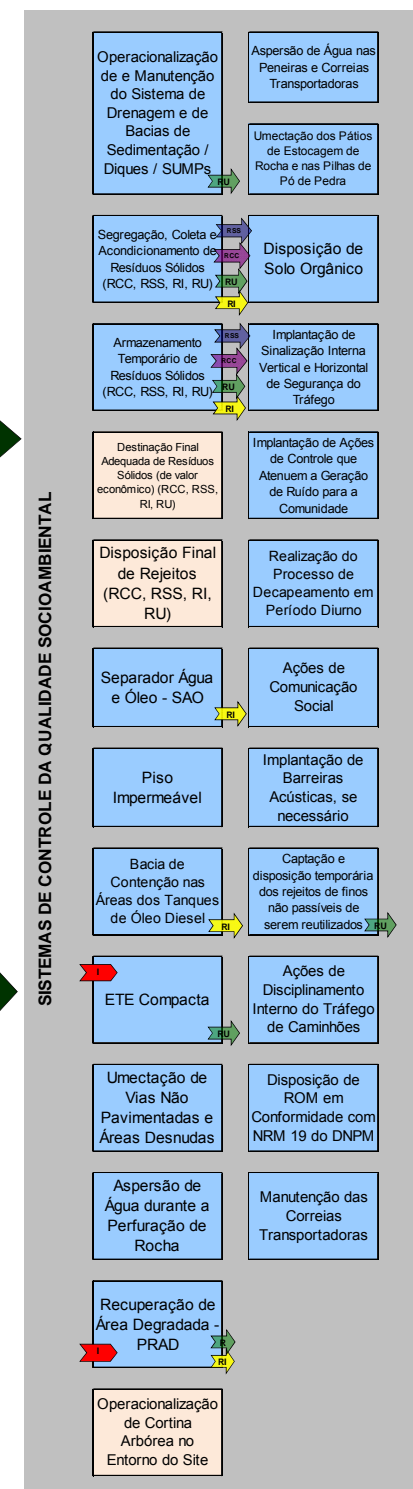 SISTEMAS DE CONTROLE DA QUALIDADE SOCIOAMBIENTAL
Operacionalização
de e Manutenção
do Sistema de
Drenagem e de
Bacias de
Sedimentação /
Diques / SUMPs
RU
Aspersão de Água nas
Peneiras e Correias
Transportadoras
Umectação dos Pátios
de Estocagem de
Rocha e nas Pilhas de
Pó de Pedra
Segregação, Coleta e
Acondicionamento de
Resíduos Sólidos
(RCC, RSS, RI, RU)
RSS
RCC
RU
RI
Disposição de
Solo Orgânico
Armazenamento
Temporário de
Resíduos Sólidos
(RCC, RSS, RI, RU)
RSS
RCC
RU
RI
Implantação de
Sinalização Interna
Vertical e Horizontal
de Segurança do
Tráfego
Destinação Final
Adequada de Resíduos
Sólidos (de valor
econômico) (RCC, RSS,
RI, RU)
Implantação de Ações
de Controle que
Atenuem a Geração
de Ruído para a
Comunidade
Disposição Final
de Rejeitos
(RCC, RSS, RI,
RU)
Realização do
Processo de
Decapeamento em
Período Diurno
Separador Água
e Óleo - SAO
RI
Ações de
Comunicação
Social
Piso
Impermeável
Implantação de
Barreiras
Acústicas, se
necessário
Bacia de
Contenção nas
Áreas dos Tanques
de Óleo Diesel
RI
Captação e
disposição temporária
dos rejeitos de finos
não passíveis de
serem reutilizados
RU
I
ETE Compacta
RU
Ações de
Disciplinamento
Interno do Tráfego
de Caminhões
Umectação de
Vias Não
Pavimentadas e
Áreas Desnudas
Disposição de
ROM em
Conformidade com
NRM 19 do DNPM
Aspersão de
Água durante a
Perfuração de
Rocha
Manutenção das
Correias
Transportadoras
Recuperação de
Área Degradada -
PRAD
I
R
RI
Operacionalização
de Cortina
Arbórea no
Entorno do Site